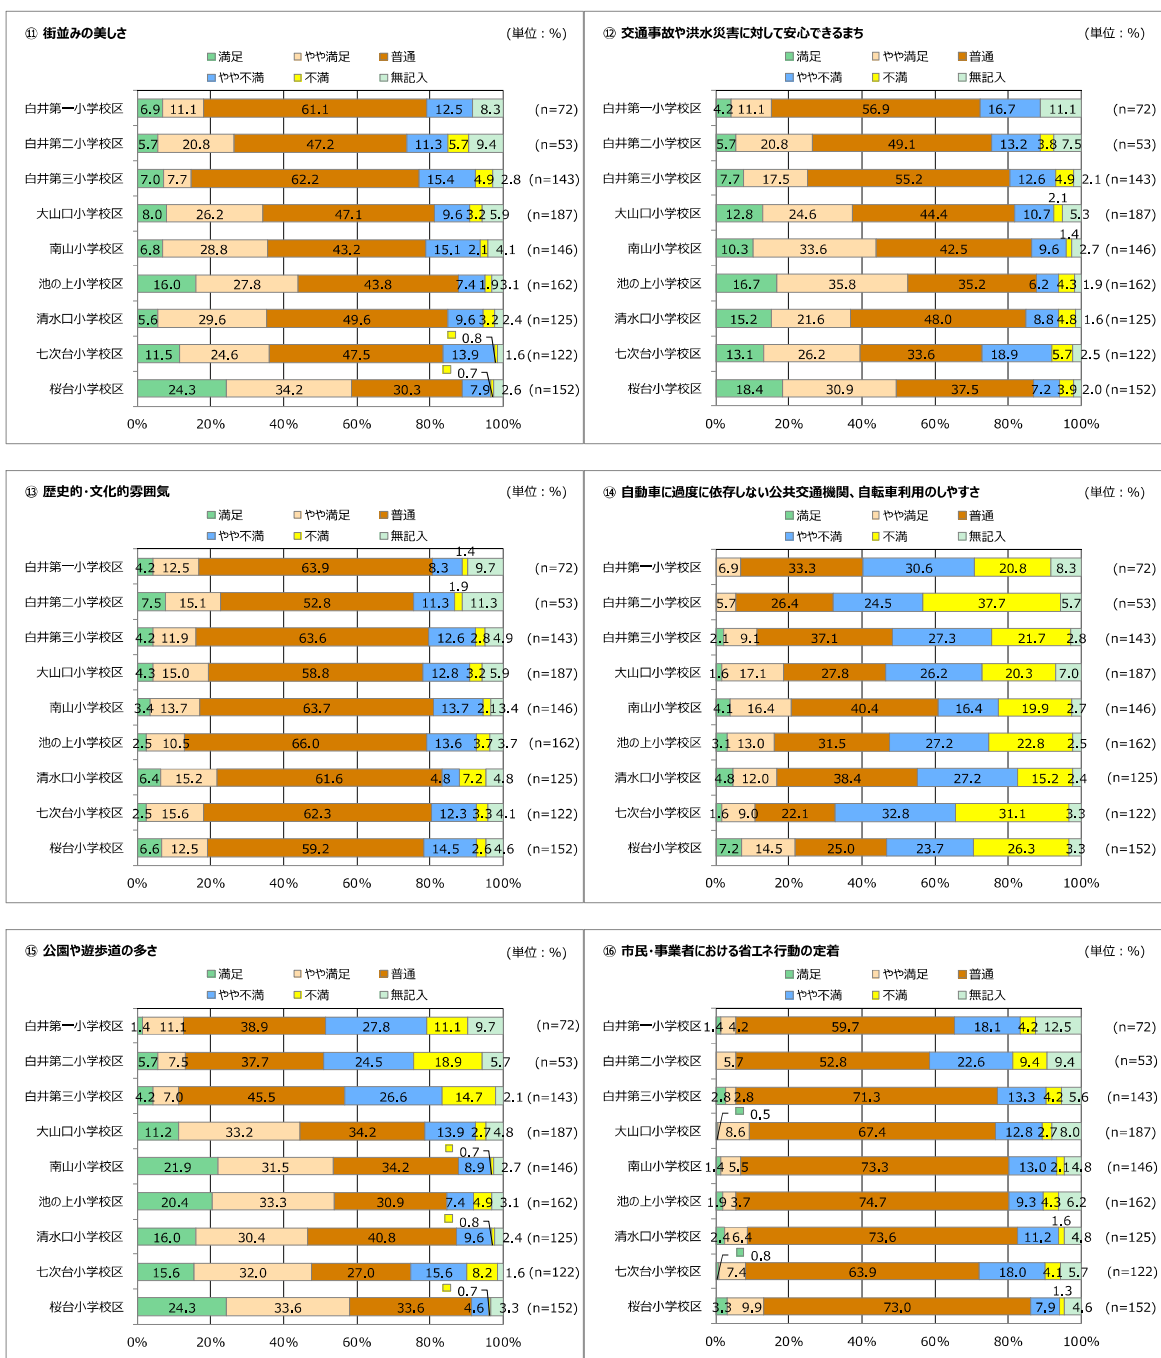 ⑪ 街並みの美しさ (単位：%)
満足 やや満足 普通
やや不満 不満 無記入
白井第一小学校区 6.9 11.1 61.1 12.5 8.3 (n=72)
白井第二小学校区 5.7 20.8 47.2 11.3 5.7 9.4 (n=53)
白井第三小学校区 7.0 7.7 62.2 15.4 4.9 2.8 (n=143)
大山口小学校区 8.0 26.2 47.1 9.6 3.2 5.9 (n=187)
南山小学校区 6.8 28.8 43.2 15.1 2.1 4.1 (n=146)
池の上小学校区 16.0 27.8 43.8 7.4 1.9 3.1 (n=162)
清水口小学校区 5.6 29.6 49.6 9.6 3.2 2.4 (n=125)
0.8
七次台小学校区 11.5 24.6 47.5 13.9 1.6 (n=122)
0.7
桜台小学校区 24.3 34.2 30.3 7.9 2.6 (n=152)
0% 20% 40% 60% 80% 100%
⑫ 交通事故や洪水災害に対して安心できるまち (単位：%)
満足 やや満足 普通
やや不満 不満 無記入
白井第一小学校区 4.2 11.1 56.9 16.7 11.1 (n=72)
白井第二小学校区 5.7 20.8 49.1 13.2 3.8 7.5 (n=53)
白井第三小学校区 7.7 17.5 55.2 12.6 4.9 2.1 (n=143)
2.1
大山口小学校区 12.8 24.6 44.4 10.7 5.3 (n=187)
1.4
南山小学校区 10.3 33.6 42.5 9.6 2.7 (n=146)
池の上小学校区 16.7 35.8 35.2 6.2 4.3 1.9 (n=162)
清水口小学校区 15.2 21.6 48.0 8.8 4.8 1.6 (n=125)
七次台小学校区 13.1 26.2 33.6 18.9 5.7 2.5 (n=122)
桜台小学校区 18.4 30.9 37.5 7.2 3.9 2.0 (n=152)
0% 20% 40% 60% 80% 100%
⑬ 歴史的・文化的雰囲気 (単位：%)
満足 やや満足 普通
やや不満 不満 無記入
1.4
白井第一小学校区 4.2 12.5 63.9 8.3 9.7 (n=72)
1.9
白井第二小学校区 7.5 15.1 52.8 11.3 11.3 (n=53)
白井第三小学校区 4.2 11.9 63.6 12.6 2.8 4.9 (n=143)
大山口小学校区 4.3 15.0 58.8 12.8 3.2 5.9 (n=187)
南山小学校区 3.4 13.7 63.7 13.7 2.1 3.4 (n=146)
池の上小学校区 2.5 10.5 66.0 13.6 3.7 3.7 (n=162)
清水口小学校区 6.4 15.2 61.6 4.8 7.2 4.8 (n=125)
七次台小学校区 2.5 15.6 62.3 12.3 3.3 4.1 (n=122)
桜台小学校区 6.6 12.5 59.2 14.5 2.6 4.6 (n=152)
0% 20% 40% 60% 80% 100%
⑭ 自動車に過度に依存しない公共交通機関、自転車利用のしやすさ (単位：%)
満足 やや満足 普通
やや不満 不満 無記入
白井第一小学校区 6.9 33.3 30.6 20.8 8.3 (n=72)
白井第二小学校区 5.7 26.4 24.5 37.7 5.7 (n=53)
白井第三小学校区 2.1 9.1 37.1 27.3 21.7 2.8 (n=143)
大山口小学校区 1.6 17.1 27.8 26.2 20.3 7.0 (n=187)
南山小学校区 4.1 16.4 40.4 16.4 19.9 2.7 (n=146)
池の上小学校区 3.1 13.0 31.5 27.2 22.8 2.5 (n=162)
清水口小学校区 4.8 12.0 38.4 27.2 15.2 2.4 (n=125)
七次台小学校区 1.6 9.0 22.1 32.8 31.1 3.3 (n=122)
桜台小学校区 7.2 14.5 25.0 23.7 26.3 3.3 (n=152)
0% 20% 40% 60% 80% 100%
⑮ 公園や遊歩道の多さ (単位：%)
満足 やや満足 普通
やや不満 不満 無記入
白井第一小学校区 1.4 11.1 38.9 27.8 11.1 9.7 (n=72)
白井第二小学校区 5.7 7.5 37.7 24.5 18.9 5.7 (n=53)
白井第三小学校区 4.2 7.0 45.5 26.6 14.7 2.1 (n=143)
大山口小学校区 11.2 33.2 34.2 13.9 2.7 4.8 (n=187)
0.7
南山小学校区 21.9 31.5 34.2 8.9 2.7 (n=146)
池の上小学校区 20.4 33.3 30.9 7.4 4.9 3.1 (n=162)
0.8
清水口小学校区 16.0 30.4 40.8 9.6 2.4 (n=125)
七次台小学校区 15.6 32.0 27.0 15.6 8.2 1.6 (n=122)
0.7
桜台小学校区 24.3 33.6 33.6 4.6 3.3 (n=152)
0% 20% 40% 60% 80% 100%
⑯ 市民・事業者における省エネ行動の定着 (単位：%)
満足 やや満足 普通
やや不満 不満 無記入
白井第一小学校区 1.4 4.2 59.7 18.1 4.2 12.5 (n=72)
白井第二小学校区 5.7 52.8 22.6 9.4 9.4 (n=53)
白井第三小学校区 2.8 2.8 71.3 13.3 4.2 5.6 (n=143)
0.5
大山口小学校区 8.6 67.4 12.8 2.7 8.0 (n=187)
南山小学校区 1.4 5.5 73.3 13.0 2.1 4.8 (n=146)
池の上小学校区 1.9 3.7 74.7 9.3 4.3 6.2 (n=162)
1.6
清水口小学校区 2.4 6.4 73.6 11.2 4.8 (n=125)
0.8
七次台小学校区 7.4 63.9 18.0 4.1 5.7 (n=122)
1.3
桜台小学校区 3.3 9.9 73.0 7.9 4.6 (n=152)
0% 20% 40% 60% 80% 100%